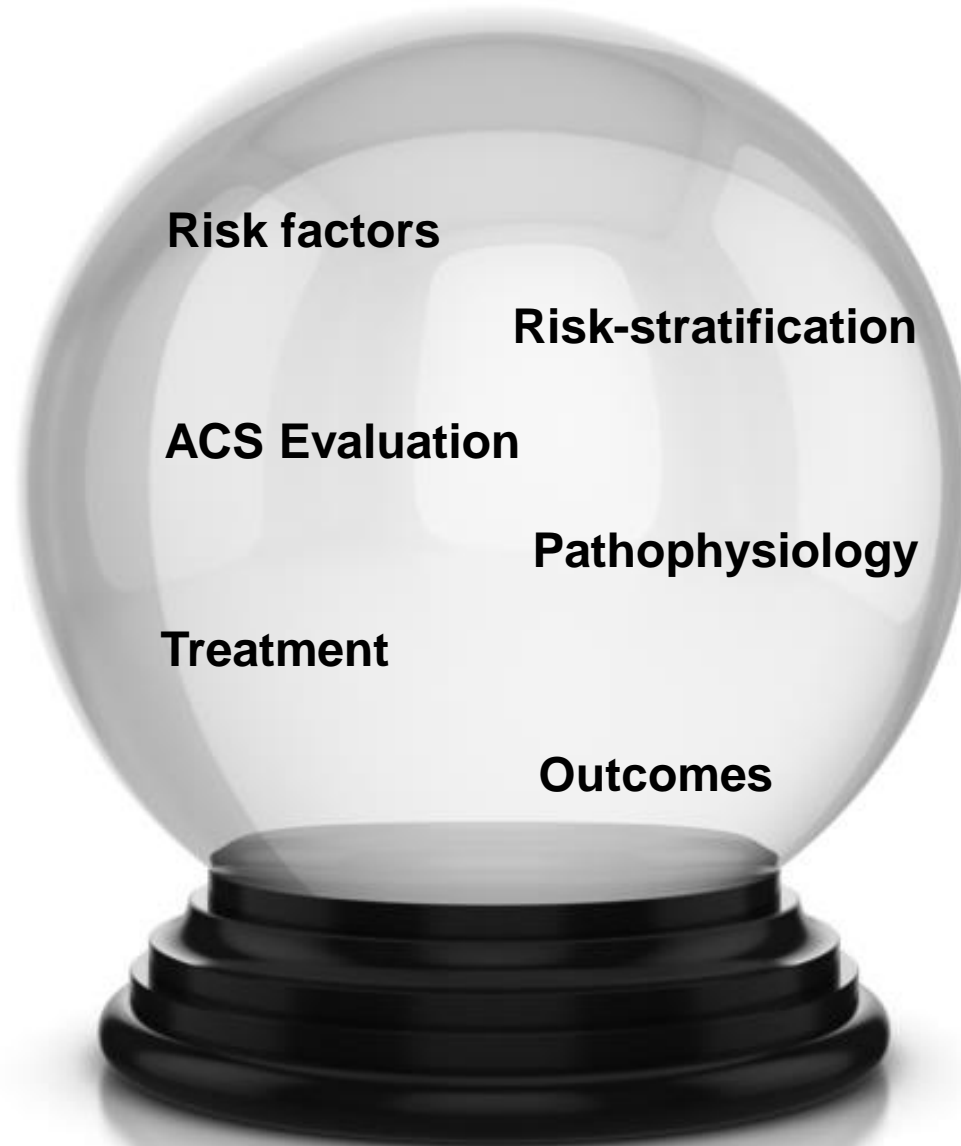 Risk factors
Risk-stratification
ACS Evaluation
Pathophysiology
Treatment
Outcomes